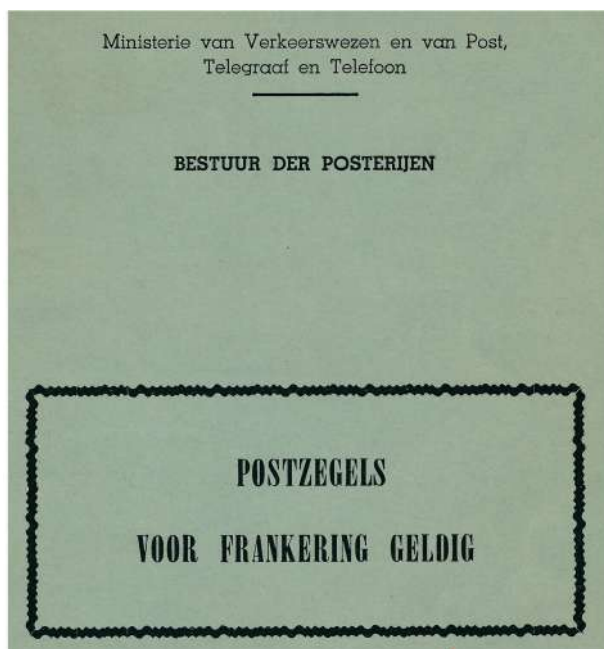 Ministerie van Verkeerswezen en van Post,
Telegraaf en Telefoon
BESTUUR DER POSTERIJEN
POSTZEGELS
VOOR FRANKERING GELDIG